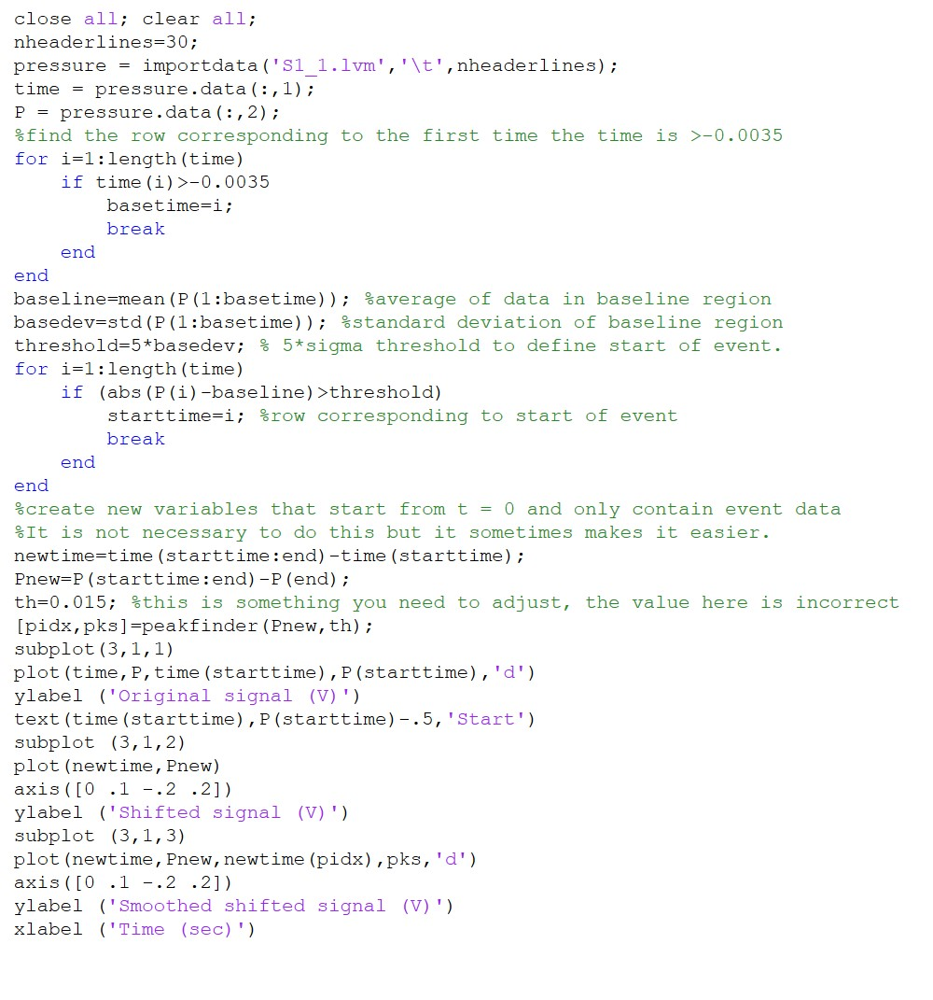 close all; clear all;
nheaderlines=30;
pressure = importdata('S1_1.lvm','\t',nheaderlines);
time = pressure.data(:,1);
P = pressure.data(:,2);
%find the row corresponding to the first time the time is >-0.0035
for i=1:length(time)
    if time(i)>-0.0035
        basetime=i;
        break
    end
end
baseline=mean(P(1:basetime)); %average of data in baseline region
basedev=std(P(1:basetime)); %standard deviation of baseline region
threshold=5*basedev; % 5*sigma threshold to define start of event.
for i=1:length(time)
    if (abs(P(i)-baseline)>threshold)
        starttime=i; %row corresponding to start of event
        break
    end
end
%create new variables that start from t = 0 and only contain event data
%It is not necessary to do this but it sometimes makes it easier.
newtime=time(starttime:end)-time(starttime);
Pnew=P(starttime:end)-P(end);
th=0.015; %this is something you need to adjust, the value here is incorrect
[pidx,pks]=peakfinder(Pnew,th);
subplot(3,1,1)
plot(time,P,time(starttime),P(starttime),'d')
ylabel ('Original signal (V)')
text(time(starttime),P(starttime)-.5,'Start')
subplot (3,1,2)
plot(newtime,Pnew)
axis([0 .1 -.2 .2])
ylabel ('Shifted signal (V)')
subplot (3,1,3)
plot(newtime,Pnew,newtime(pidx),pks,'d')
axis([0 .1 -.2 .2])
ylabel ('Smoothed shifted signal (V)')
xlabel ('Time (sec)')